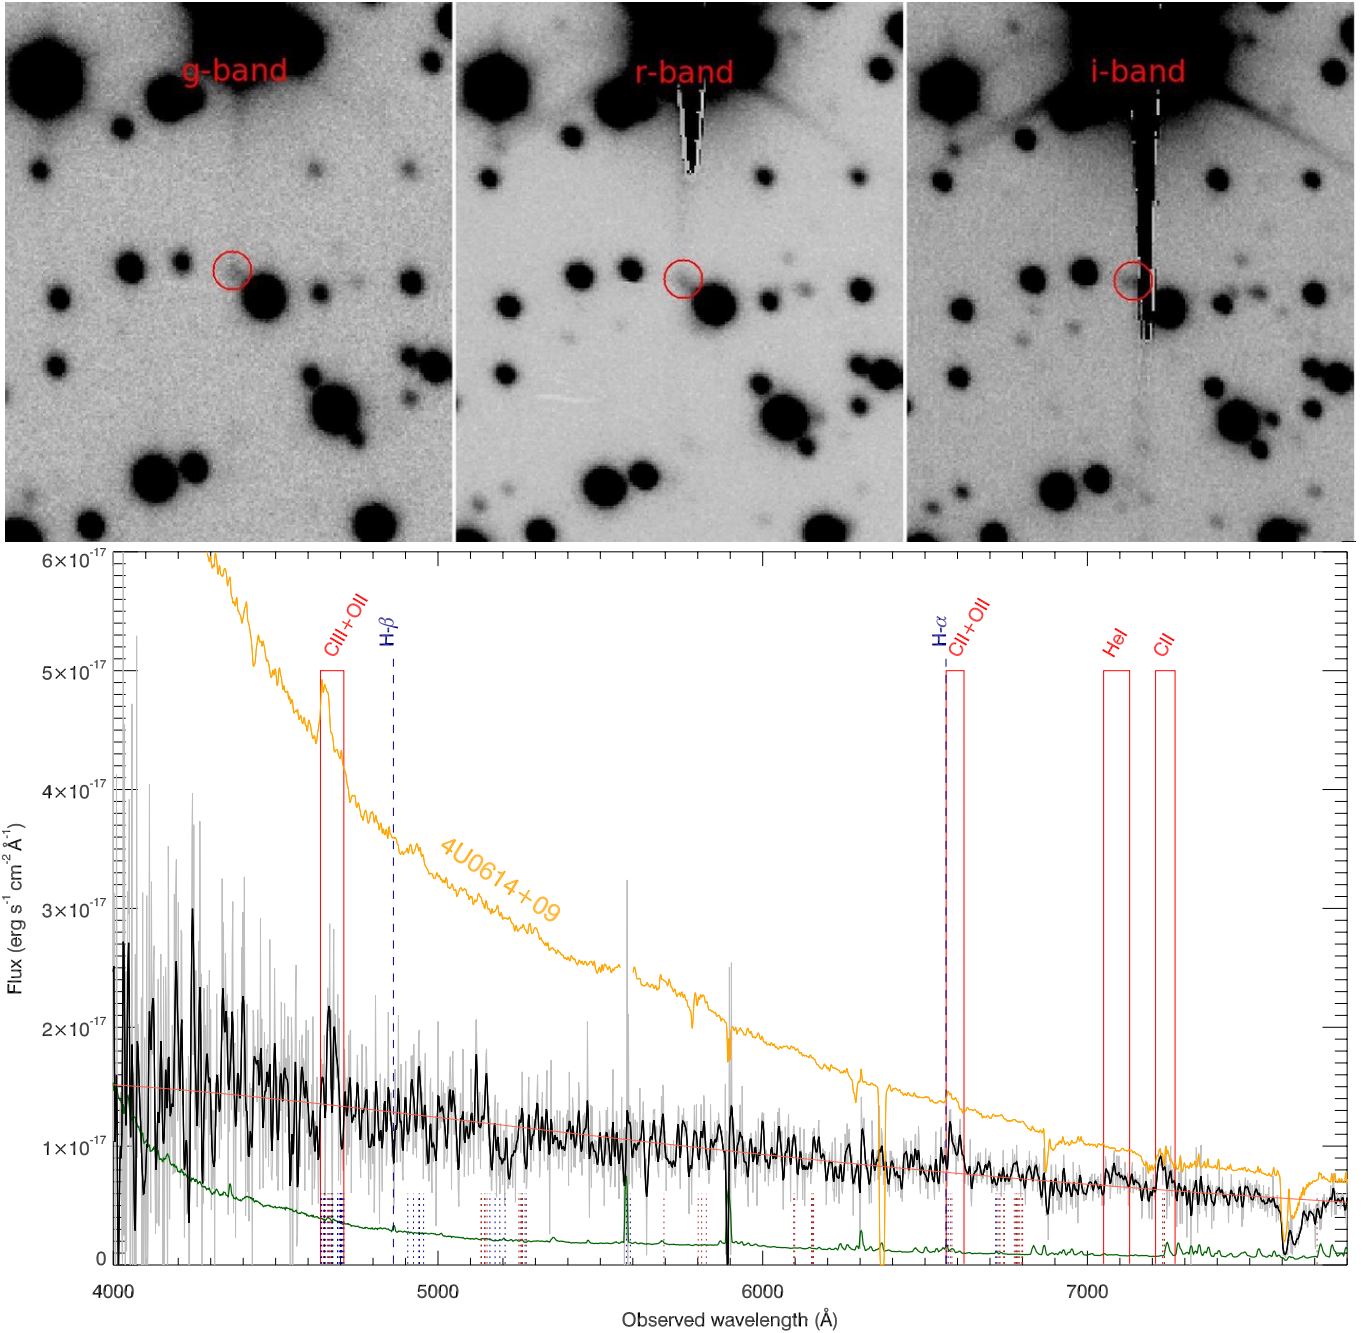 g-band
r-band
i-band
6×10⁻¹⁷
5×10⁻¹⁷
4×10⁻¹⁷
3×10⁻¹⁷
2×10⁻¹⁷
1×10⁻¹⁷
0
Flux (erg s⁻¹ cm⁻² Å⁻¹)
CIII+OII
H-β
4U0614+09
H-α
CII+OII
HeI
CII
4000
5000
6000
7000
Observed wavelength (Å)